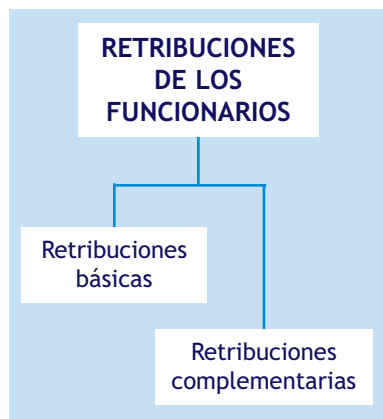 RETRIBUCIONES
DE LOS
FUNCIONARIOS
Retribuciones
básicas
Retribuciones
complementarias